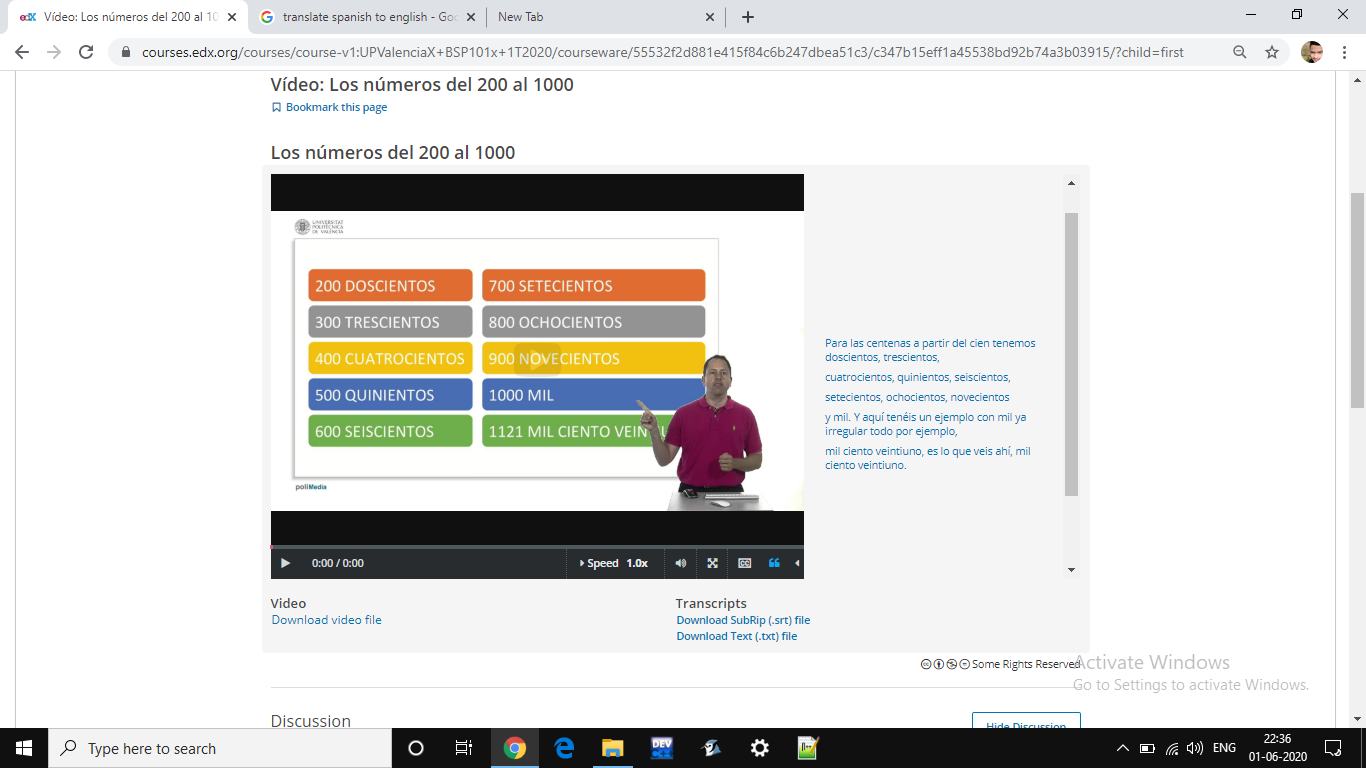 Vídeo: Los números del 200 al 10
translate spanish to english - Goo
New Tab
courses.edx.org/courses/course-v1:UPValenciaX+BSP101x+1T2020/courseware/55532f2d881e415f84c6b247dbea51c3/c347b15eff1a45538bd92b74a3b03915/?child=first
Vídeo: Los números del 200 al 1000
Bookmark this page
Los números del 200 al 1000
UNIVERSITAT
POLITÈCNICA
DE VALÈNCIA
200 DOSCIENTOS
700 SETECIENTOS
300 TRESCIENTOS
800 OCHOCIENTOS
400 CUATROCIENTOS
900 NOVECIENTOS
500 QUINIENTOS
1000 MIL
600 SEISCIENTOS
1121 MIL CIENTO
poliMedia
Para las centenas a partir del cien tenemos
doscientos, trescientos,
cuatrocientos, quinientos, seiscientos,
setecientos, ochocientos, novecientos
y mil. Y aquí tenéis un ejemplo con mil ya
irregular todo por ejemplo,
mil ciento veintiuno, es lo que veis ahí, mil
ciento veintiuno.
0:00 / 0:00
Speed 1.0x
CC
Video
Download video file
Transcripts
Download SubRip (.srt) file
Download Text (.txt) file
Some Rights Reserved
Activate Windows
Go to Settings to activate Windows.
Discussion
Hide Discussion
Type here to search
DEV
ENG
22:36
01-06-2020